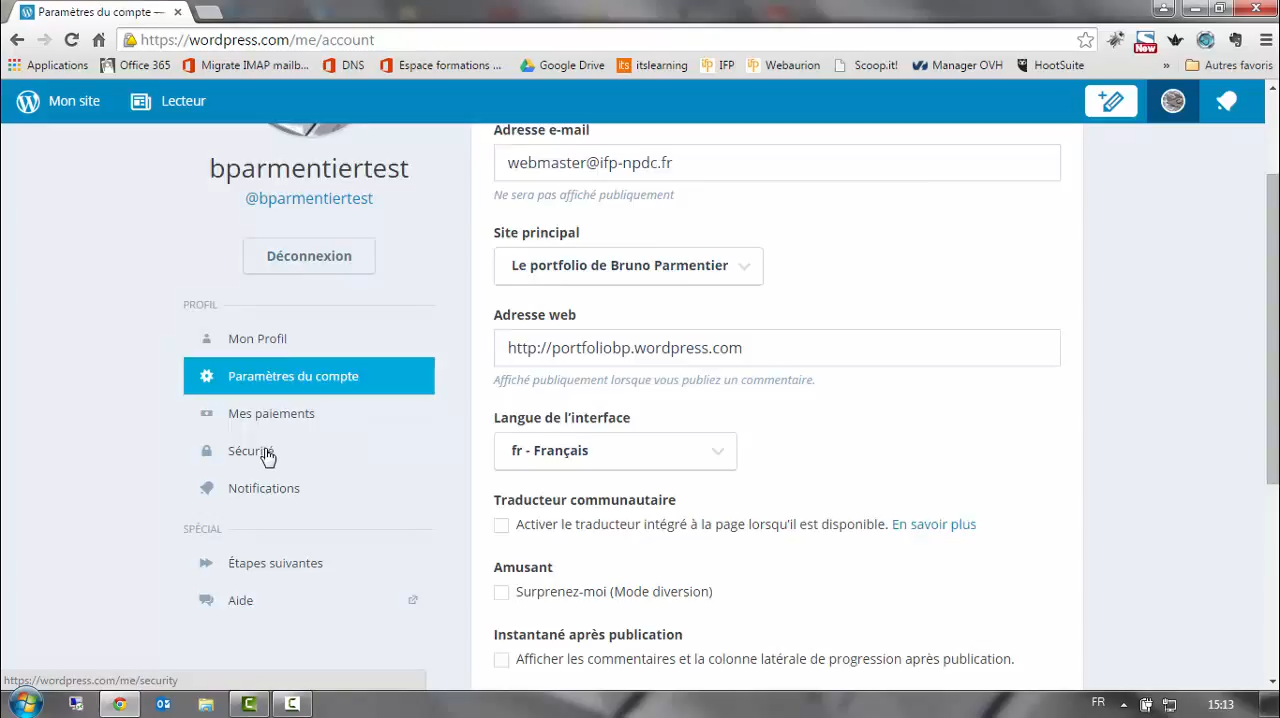 Paramètres du compte —
https://wordpress.com/me/account
New
Applications Office 365 Migrate IMAP mailb... DNS Espace formations ... Google Drive its itslearning ifp IFP ifp Webaurion Scoop.it! Manager OVH HootSuite » Autres favoris
Mon site Lecteur
bparmentiertest
@bparmentiertest
Déconnexion
PROFIL
Mon Profil
Paramètres du compte
Mes paiements
Sécurité
Notifications
SPÉCIAL
Étapes suivantes
Aide
Adresse e-mail
webmaster@ifp-npdc.fr
Ne sera pas affiché publiquement
Site principal
Le portfolio de Bruno Parmentier
Adresse web
http://portfoliobp.wordpress.com
Affiché publiquement lorsque vous publiez un commentaire.
Langue de l'interface
fr - Français
Traducteur communautaire
Activer le traducteur intégré à la page lorsqu'il est disponible. En savoir plus
Amusant
Surprenez-moi (Mode diversion)
Instantané après publication
Afficher les commentaires et la colonne latérale de progression après publication.
https://wordpress.com/me/security
FR 15:13